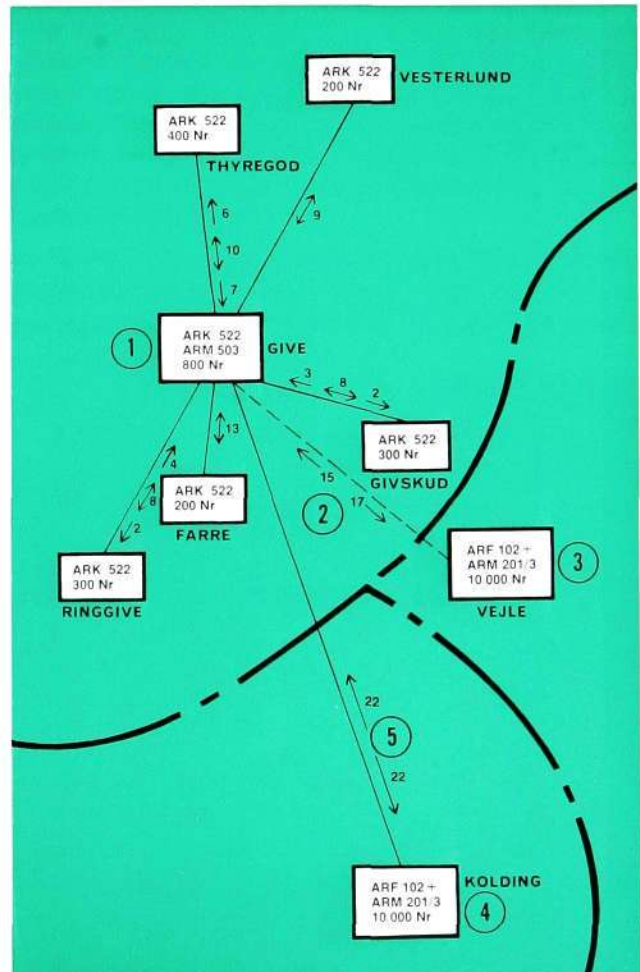 ARK 522
200 Nr
VESTERLUND
ARK 522
400 Nr
THYREGOD
6
10
7
9
1
ARK 522
ARM 503
800 Nr
GIVE
3
8
2
ARK 522
300 Nr
GIVSKUD
13
4
8
2
ARK 522
200 Nr
FARRE
15
2
17
ARK 522
300 Nr
RINGGIVE
ARF 102 +
ARM 201/3
10 000 Nr
3
VEJLE
22
5
22
ARF 102 +
ARM 201/3
10 000 Nr
KOLDING
4